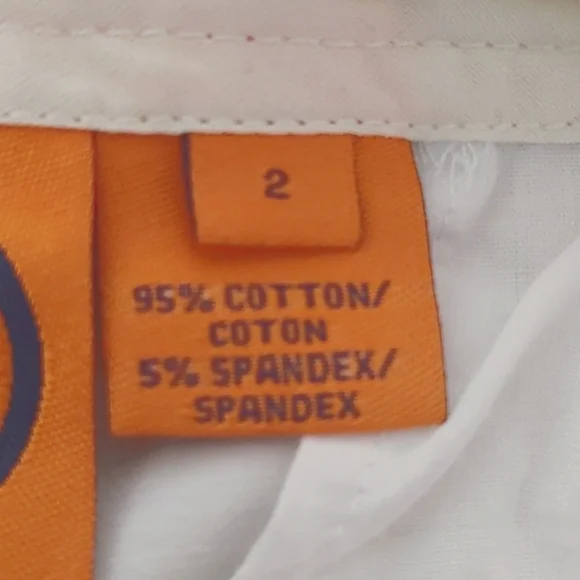 2
95% COTTON/
COTON
5% SPANDEX/
SPANDEX